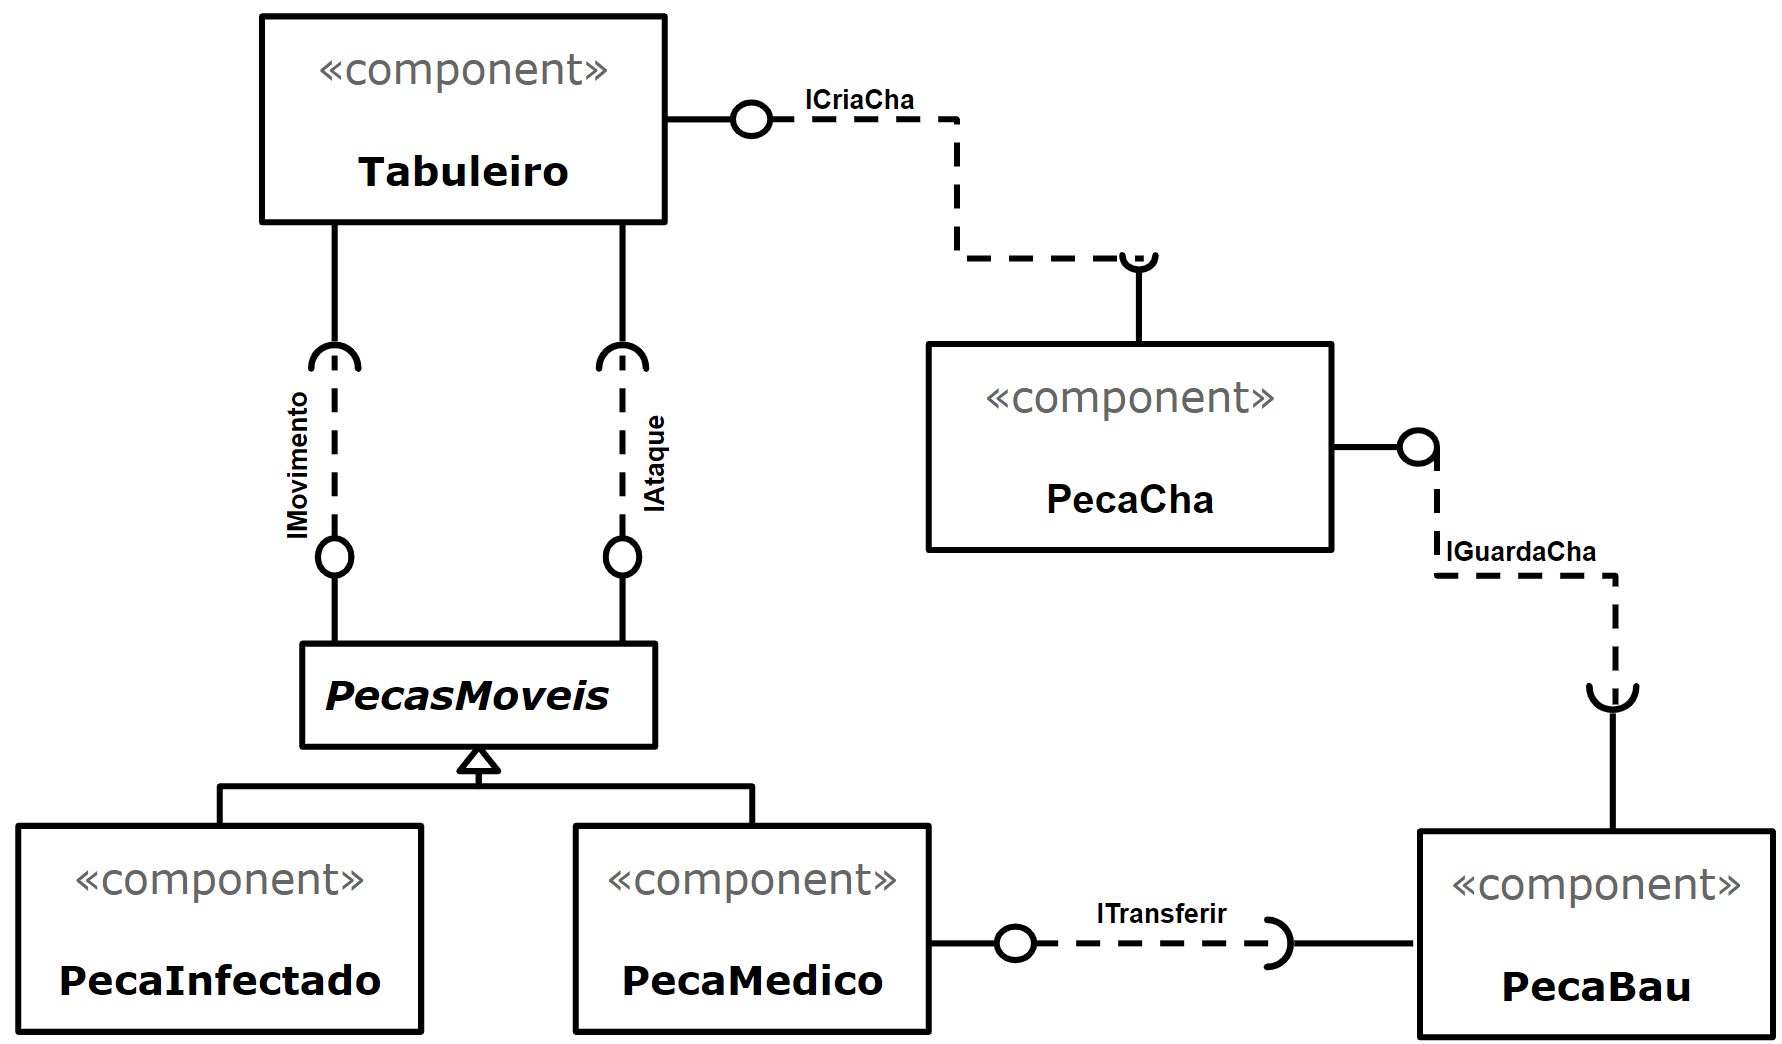 «component»
Tabuleiro
ICriaCha
«component»
PecaCha
IMovimento
IAtaque
IGuardaCha
PecasMoveis
«component»
PecaInfectado
«component»
PecaMedico
ITransferir
«component»
PecaBau